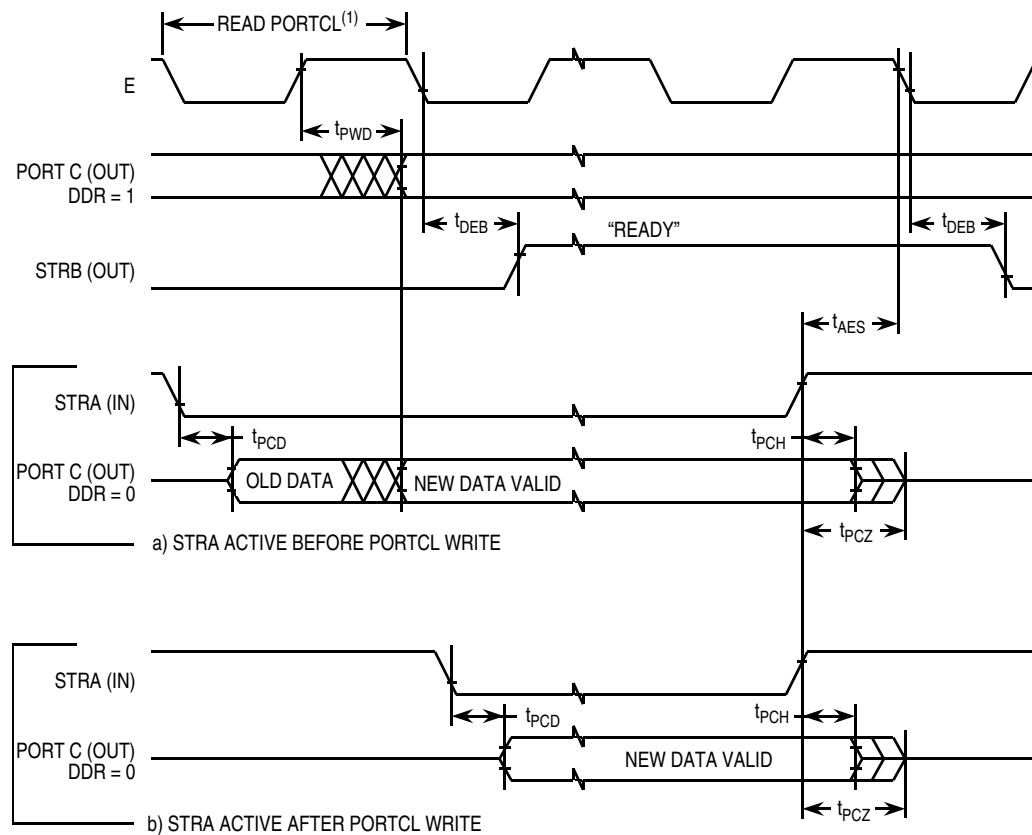 READ PORTCL(1)
E
tPWD
PORT C (OUT)
DDR = 1
tDEB
“READY”
tDEB
STRB (OUT)
tAES
STRA (IN)
tPCD
tPCH
PORT C (OUT)
DDR = 0
OLD DATA
NEW DATA VALID
tPCZ
a) STRA ACTIVE BEFORE PORTCL WRITE
STRA (IN)
tPCD
tPCH
PORT C (OUT)
DDR = 0
NEW DATA VALID
tPCZ
b) STRA ACTIVE AFTER PORTCL WRITE